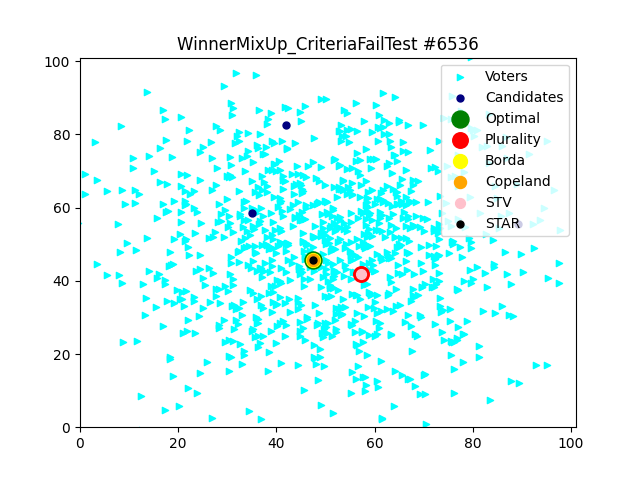 WinnerMixUp_CriteriaFailTest #6536
100
80
60
40
20
0
0 20 40 60 80 100
Voters
Candidates
Optimal
Plurality
Borda
Copeland
STV
STAR